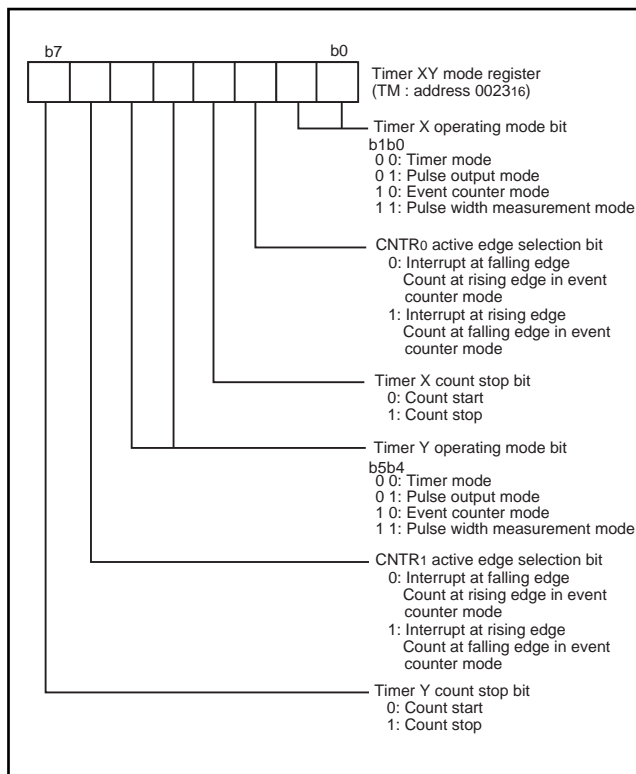 b7 b0
Timer XY mode register
(TM : address 002316)
Timer X operating mode bit
b1b0
0 0: Timer mode
0 1: Pulse output mode
1 0: Event counter mode
1 1: Pulse width measurement mode
CNTR0 active edge selection bit
0: Interrupt at falling edge
Count at rising edge in event
counter mode
1: Interrupt at rising edge
Count at falling edge in event
counter mode
Timer X count stop bit
0: Count start
1: Count stop
Timer Y operating mode bit
b5b4
0 0: Timer mode
0 1: Pulse output mode
1 0: Event counter mode
1 1: Pulse width measurement mode
CNTR1 active edge selection bit
0: Interrupt at falling edge
Count at rising edge in event
counter mode
1: Interrupt at rising edge
Count at falling edge in event
counter mode
Timer Y count stop bit
0: Count start
1: Count stop